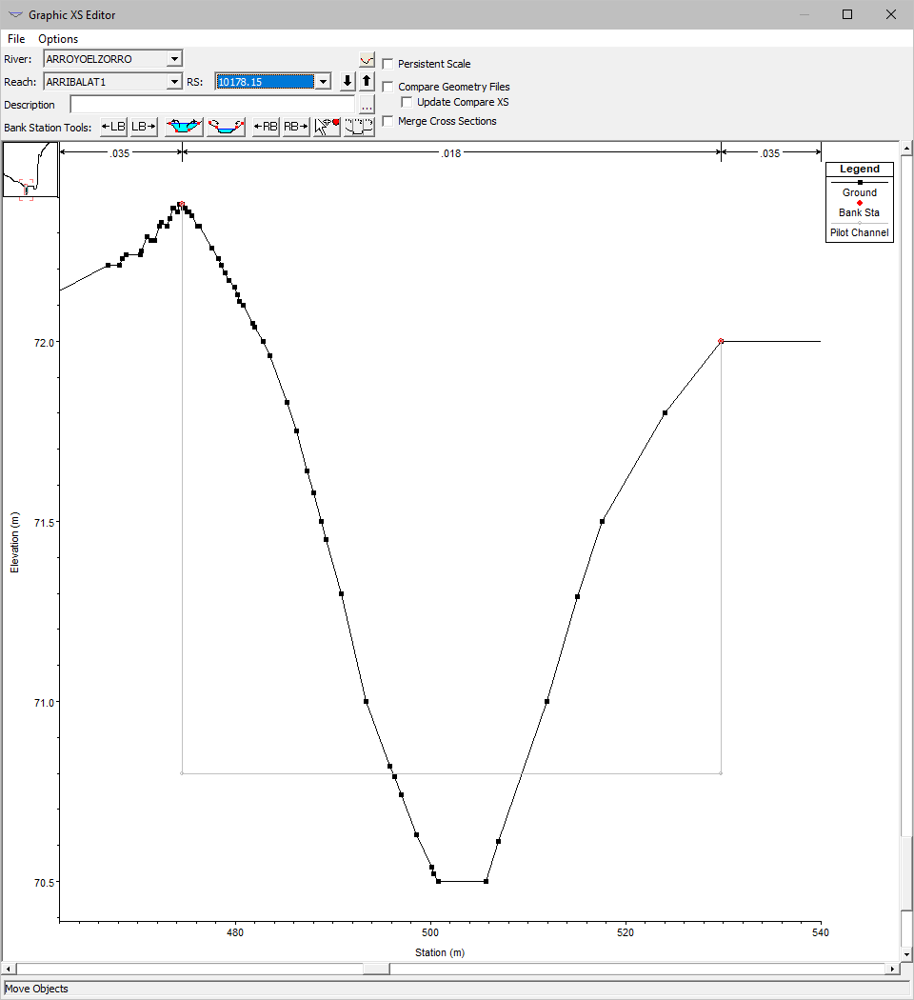 Graphic XS Editor
File Options
River: ARROYOELZORRO
Persistent Scale
Reach: ARRIBALAT1 RS: 10178.15
Compare Geometry Files
Update Compare XS
Description ...
Merge Cross Sections
Bank Station Tools: LB LB RB RB
.035 .018 .035
Legend
Ground
Bank Sta
Pilot Channel
72.0
71.5
71.0
70.5
Elevation (m)
480 500 520 540
Station (m)
Move Objects